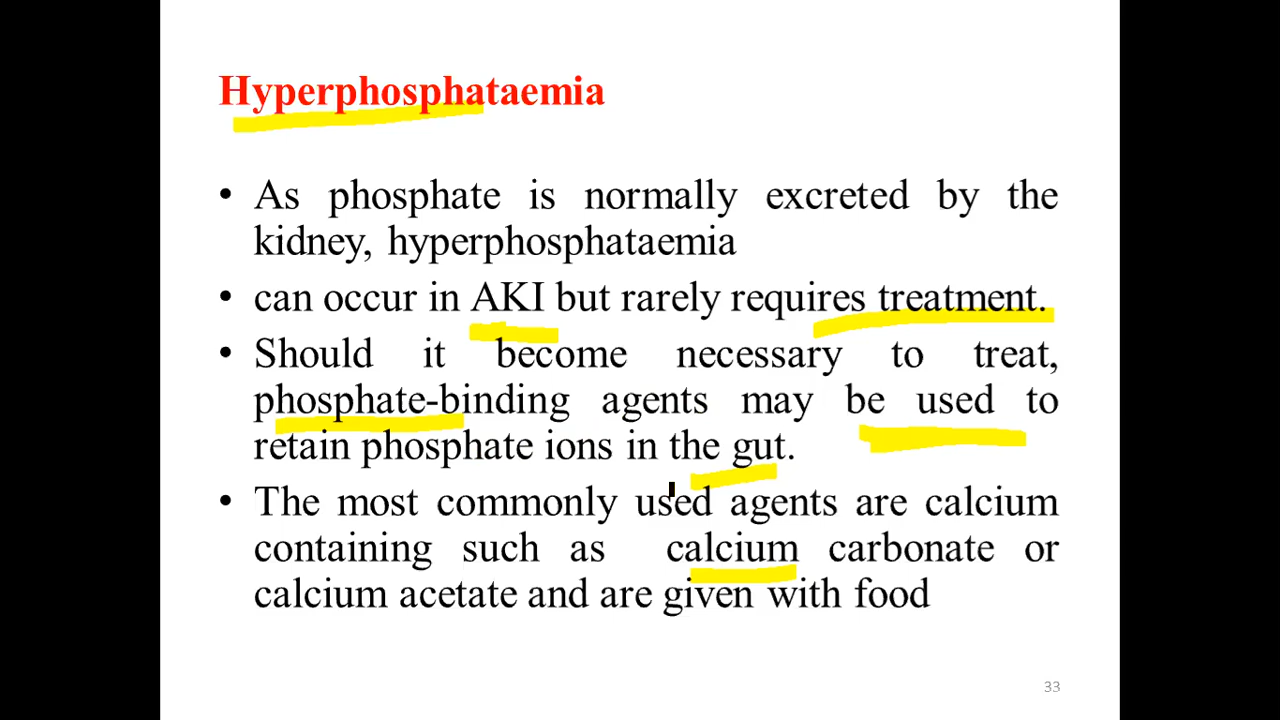 Hyperphosphataemia
• As phosphate is normally excreted by the
kidney, hyperphosphataemia
• can occur in AKI but rarely requires treatment.
• Should it become necessary to treat,
phosphate-binding agents may be used to
retain phosphate ions in the gut.
• The most commonly used agents are calcium
containing such as calcium carbonate or
calcium acetate and are given with food
33